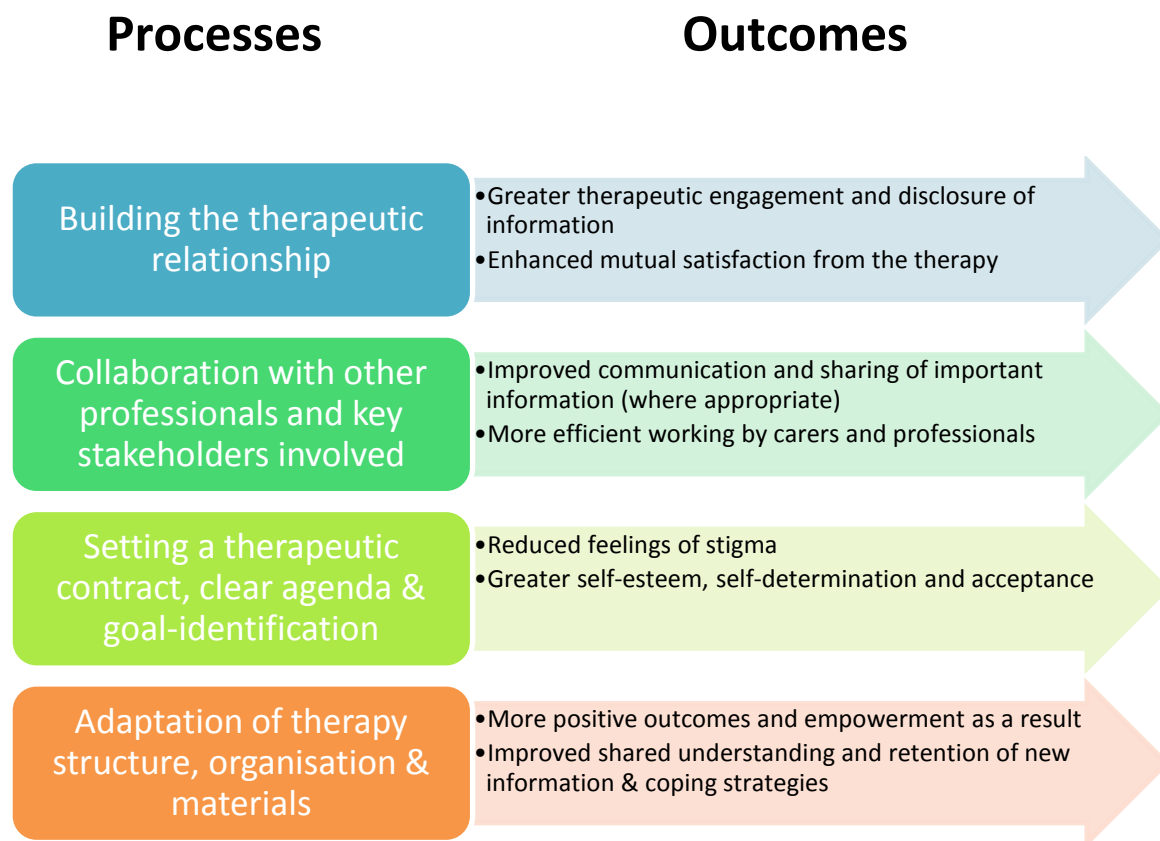 Processes
Outcomes
Building the therapeutic
relationship
•Greater therapeutic engagement and disclosure of
information
•Enhanced mutual satisfaction from the therapy
Collaboration with other
professionals and key
stakeholders involved
•Improved communication and sharing of important
information (where appropriate)
•More efficient working by carers and professionals
Setting a therapeutic
contract, clear agenda &
goal-identification
•Reduced feelings of stigma
•Greater self-esteem, self-determination and acceptance
Adaptation of therapy
structure, organisation &
materials
•More positive outcomes and empowerment as a result
•Improved shared understanding and retention of new
information & coping strategies